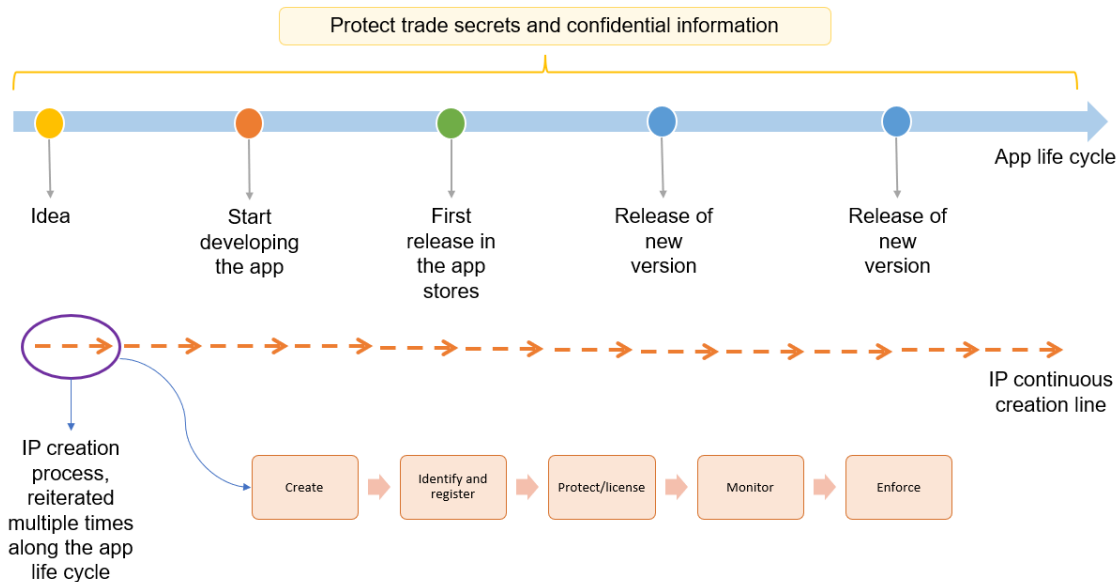 Protect trade secrets and confidential information
App life cycle
Idea
Start
developing
the app
First
release in
the app
stores
Release of
new
version
Release of
new
version
IP continuous
creation line
IP creation
process,
reiterated
multiple times
along the app
life cycle
Create
Identify and
register
Protect/license
Monitor
Enforce